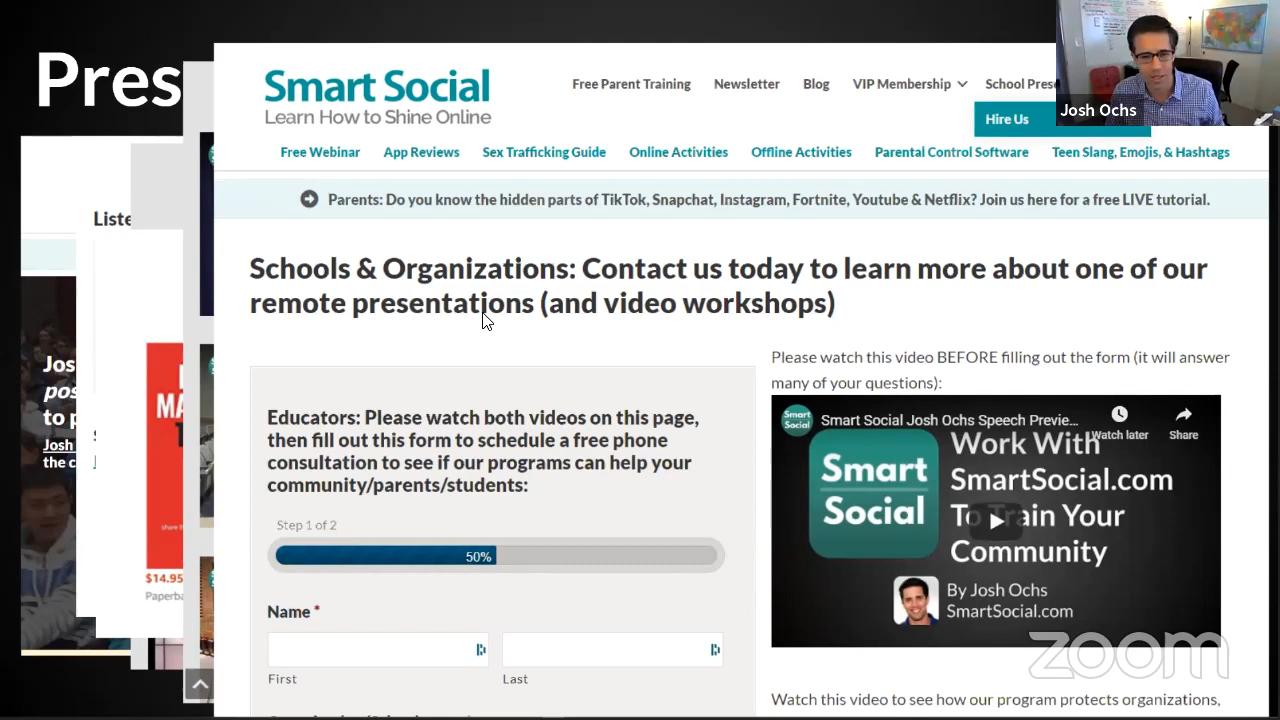 Pres
Smart Social
Learn How to Shine Online
Free Parent Training Newsletter Blog VIP Membership School Pres
Hire Us
Josh Ochs
Free Webinar App Reviews Sex Trafficking Guide Online Activities Offline Activities Parental Control Software Teen Slang, Emojis, & Hashtags
Parents: Do you know the hidden parts of TikTok, Snapchat, Instagram, Fortnite, Youtube & Netflix? Join us here for a free LIVE tutorial.
Liste
Schools & Organizations: Contact us today to learn more about one of our
remote presentations (and video workshops)
Jos
pos
to p
Josh
the c
MA
T
share th
$14.95
Paperba
Educators: Please watch both videos on this page,
then fill out this form to schedule a free phone
consultation to see if our programs can help your
community/parents/students:
Step 1 of 2
50%
Name *
First Last
Please watch this video BEFORE filling out the form (it will answer
many of your questions):
Smart Social
Smart Social Josh Ochs Speech Previe...
Watch later
Share
Smart
Social
Work With
SmartSocial.com
To Train Your
Community
By Josh Ochs
SmartSocial.com
zoom
Watch this video to see how our program protects organizations,